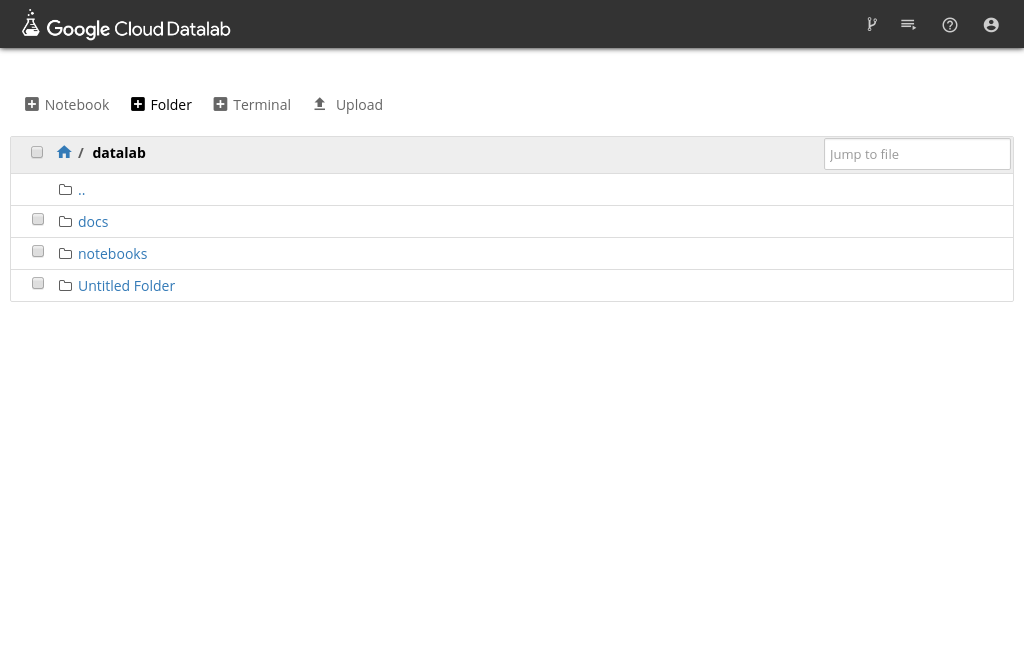 Google Cloud Datalab
Notebook Folder Terminal Upload
/ datalab Jump to file
..
docs
notebooks
Untitled Folder